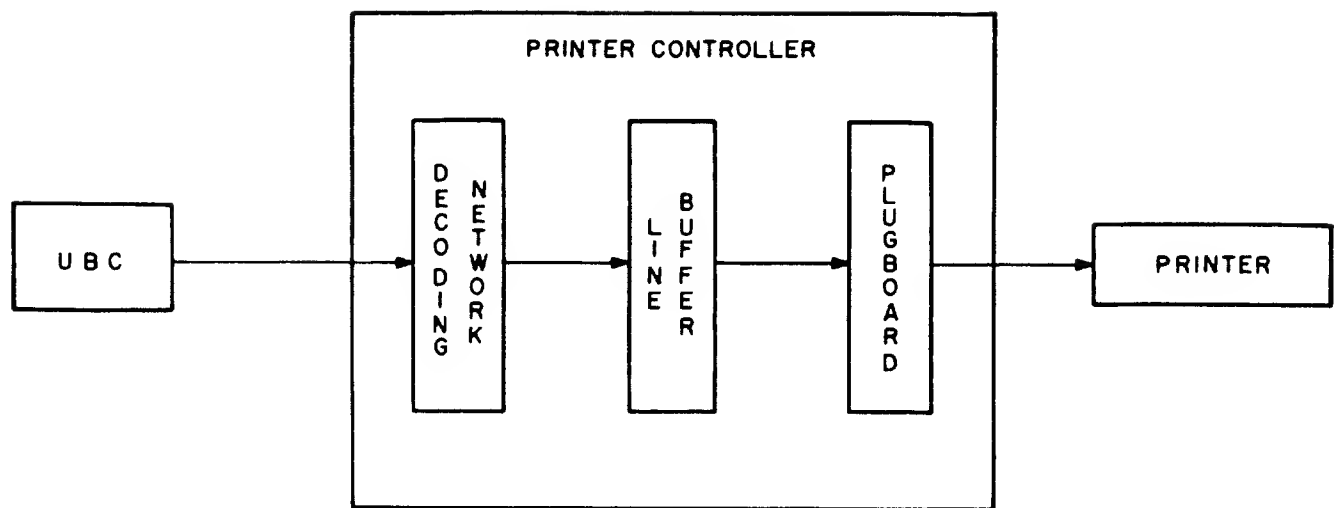 PRINTER CONTROLLER
UBC
DECODING
NETWORK
LINE
BUFFER
PLUGBOARD
PRINTER